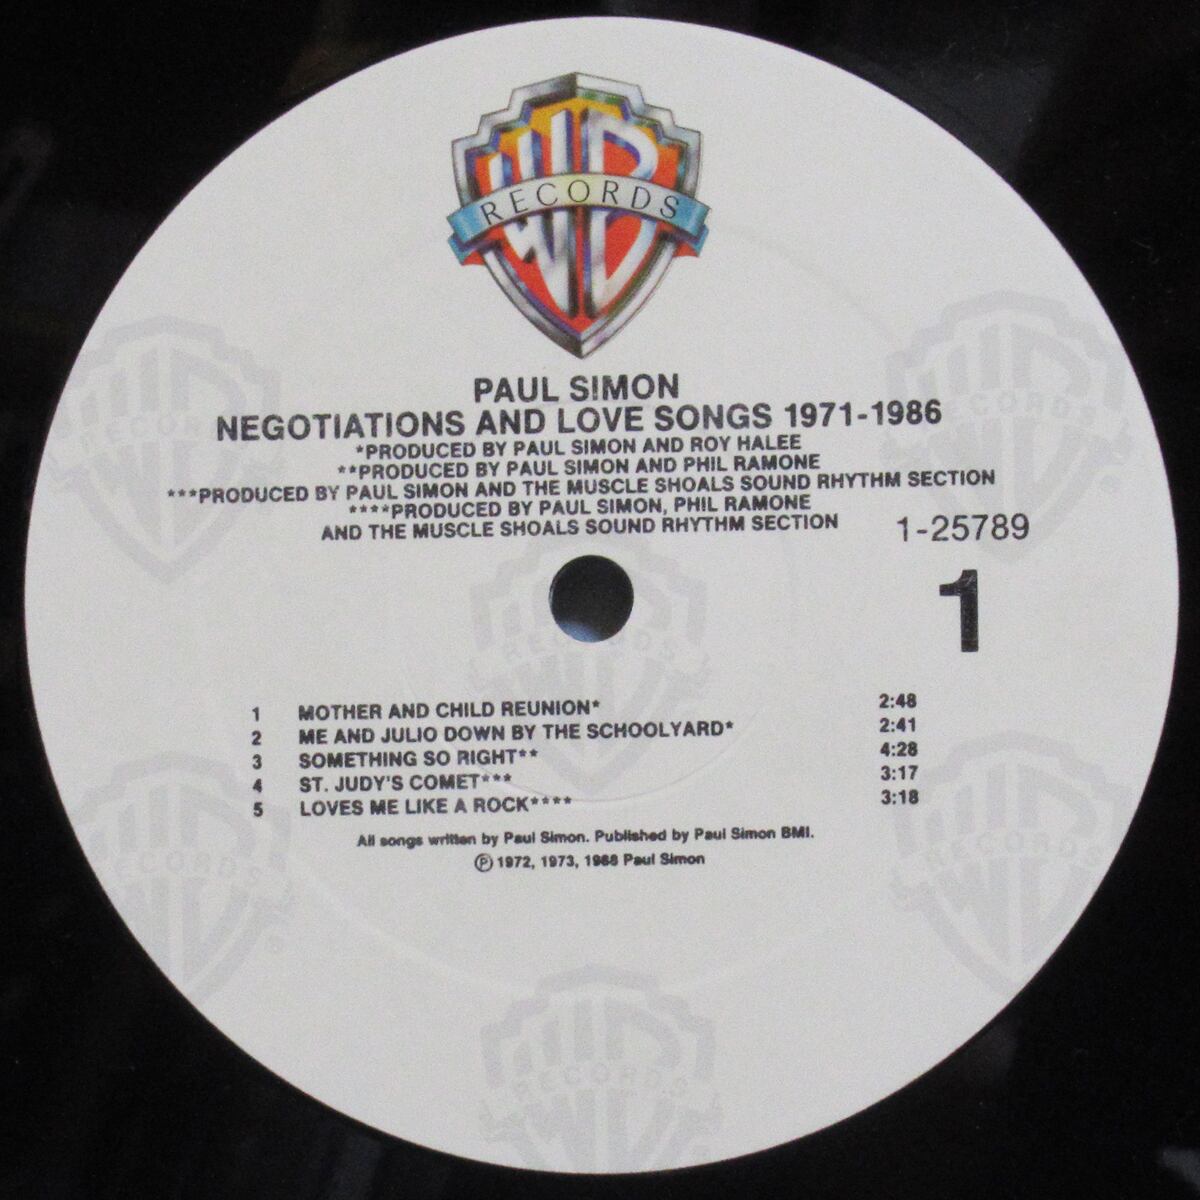 WB
RECORDS
PAUL SIMON
NEGOTIATIONS AND LOVE SONGS 1971-1986
*PRODUCED BY PAUL SIMON AND ROY HALEE
**PRODUCED BY PAUL SIMON AND PHIL RAMONE
***PRODUCED BY PAUL SIMON AND THE MUSCLE SHOALS SOUND RHYTHM SECTION
****PRODUCED BY PAUL SIMON, PHIL RAMONE
AND THE MUSCLE SHOALS SOUND RHYTHM SECTION
1-25789
1
1 MOTHER AND CHILD REUNION* 2:48
2 ME AND JULIO DOWN BY THE SCHOOLYARD* 2:41
3 SOMETHING SO RIGHT** 4:28
4 ST. JUDY'S COMET*** 3:17
5 LOVES ME LIKE A ROCK**** 3:18
All songs written by Paul Simon. Published by Paul Simon BMI.
Ⓟ 1972, 1973, 1988 Paul Simon